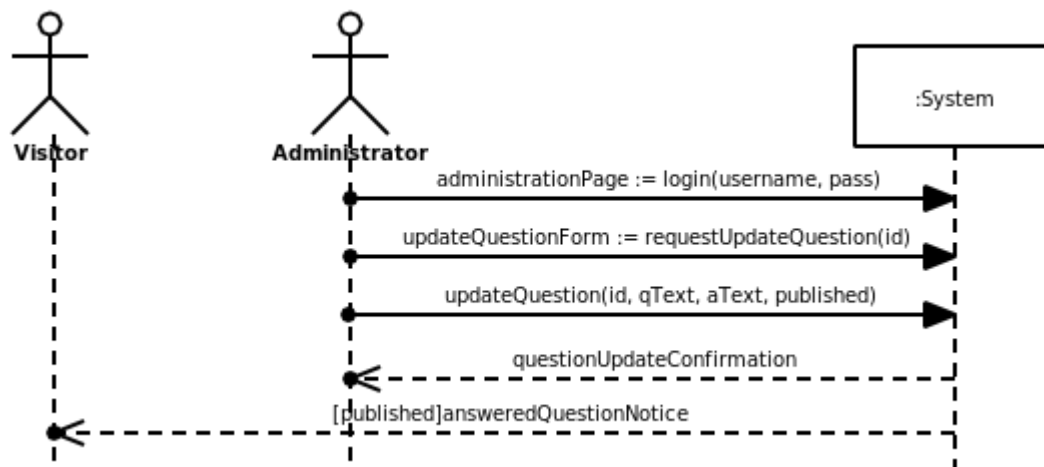 :System
Visitor
Administrator
administrationPage := login(username, pass)
updateQuestionForm := requestUpdateQuestion(id)
updateQuestion(id, qText, aText, published)
questionUpdateConfirmation
[published]answeredQuestionNotice